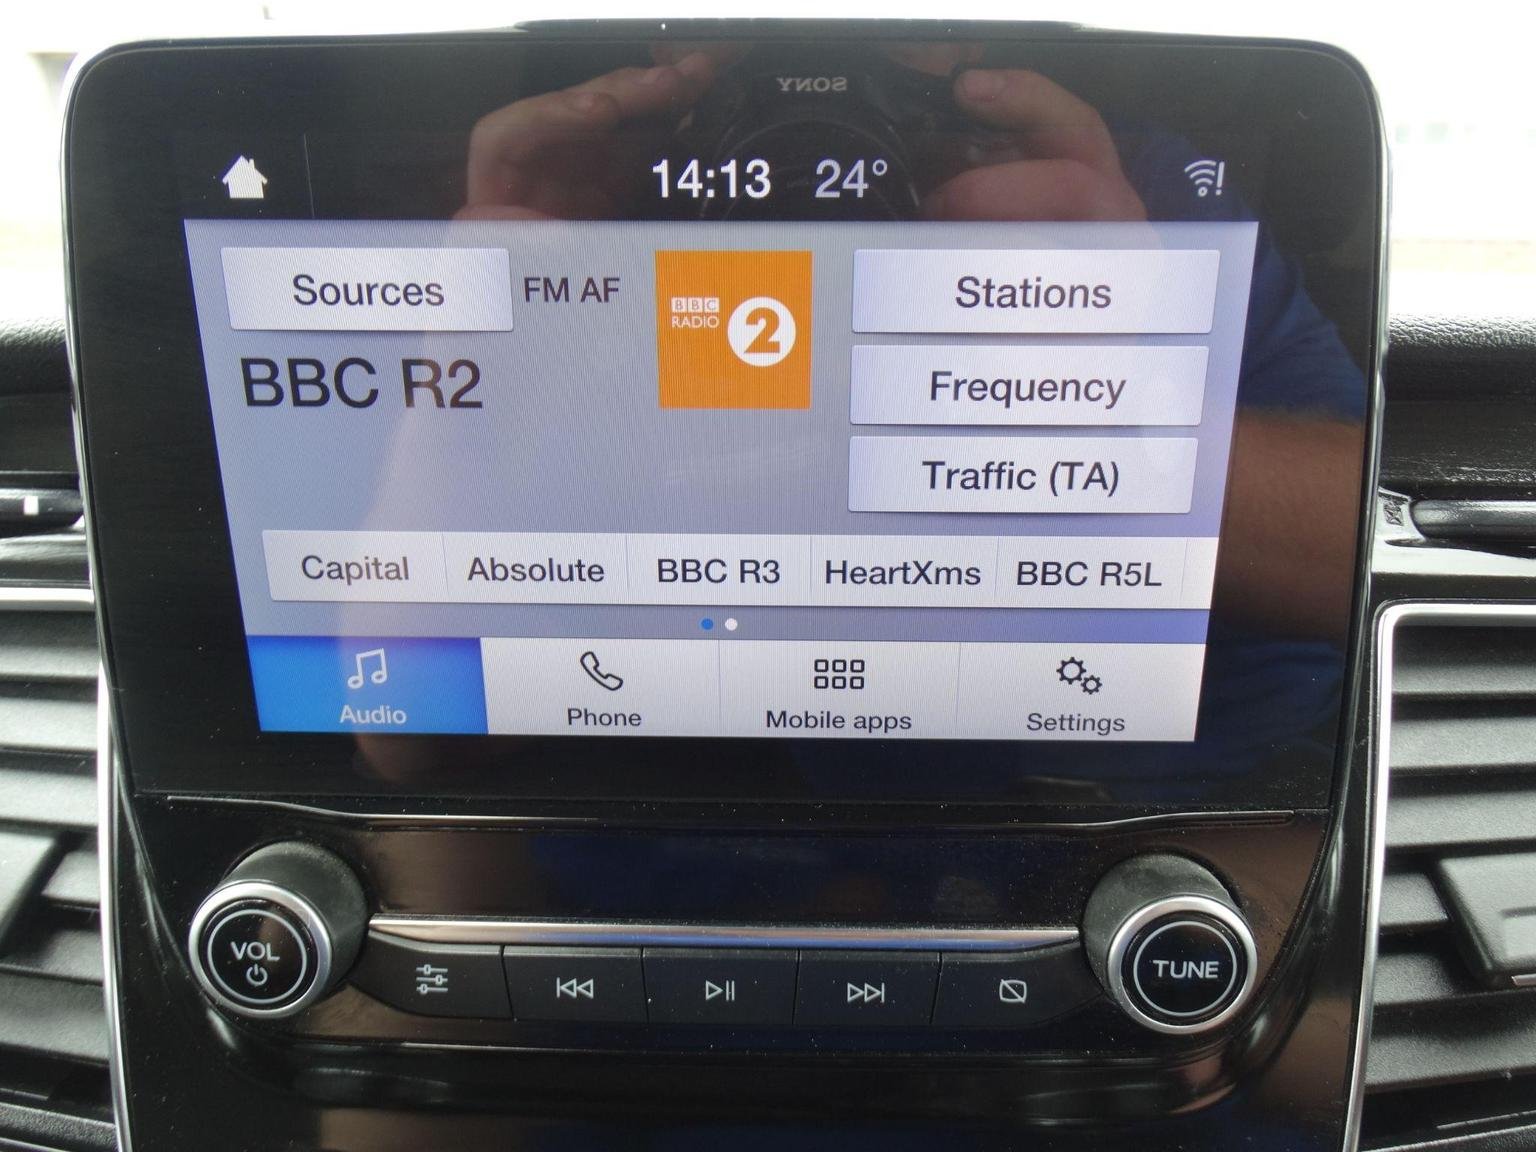 SONY
14:13 24°
Sources FM AF
BBC
RADIO 2
Stations
BBC R2
Frequency
Traffic (TA)
Capital Absolute BBC R3 HeartXms BBC R5L
Audio Phone Mobile apps Settings
VOL
TUNE